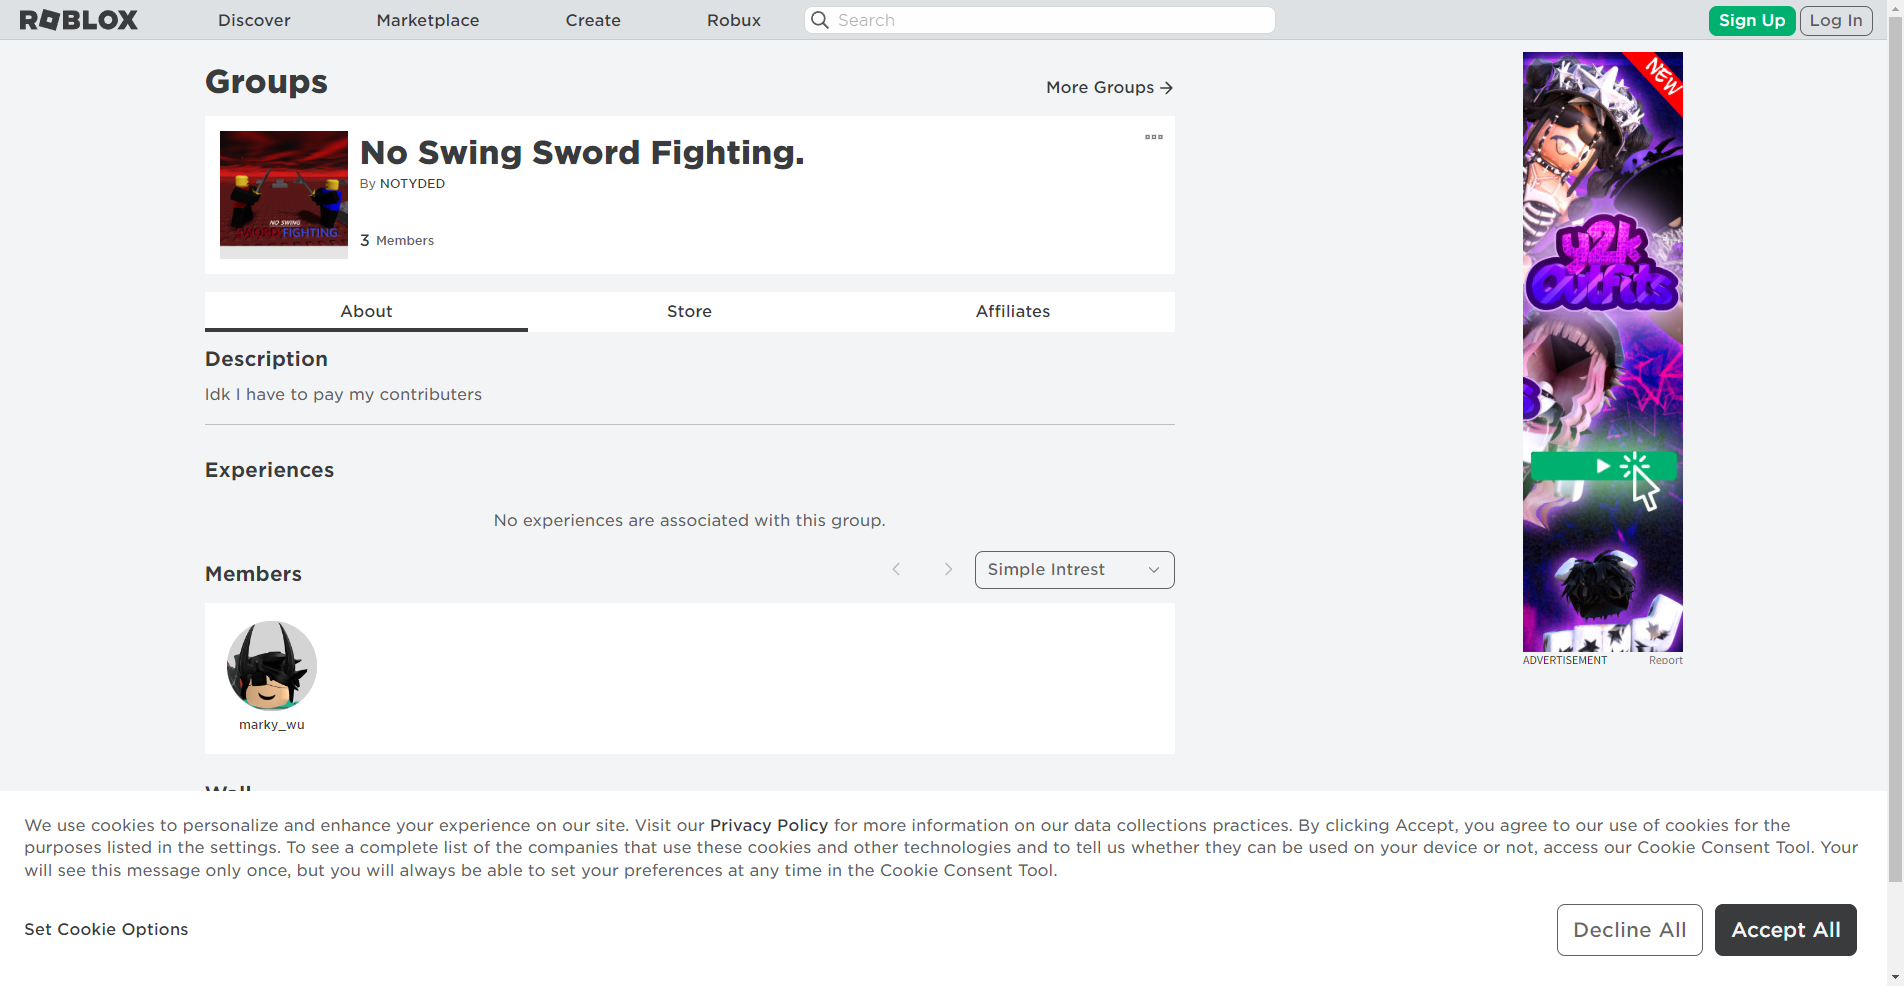 ROBLOX
Discover
Marketplace
Create
Robux
Search
Sign Up
Log In
Groups
More Groups
No Swing Sword Fighting.
By NOTYDED
3 Members
NO SWING
SWORD FIGHTING
About
Store
Affiliates
Description
Idk I have to pay my contributers
Experiences
No experiences are associated with this group.
Members
Simple Intrest
marky_wu
Wall
NEW
y2k
Outfits
ADVERTISEMENT
Report
We use cookies to personalize and enhance your experience on our site. Visit our Privacy Policy for more information on our data collections practices. By clicking Accept, you agree to our use of cookies for the
purposes listed in the settings. To see a complete list of the companies that use these cookies and other technologies and to tell us whether they can be used on your device or not, access our Cookie Consent Tool. Your
will see this message only once, but you will always be able to set your preferences at any time in the Cookie Consent Tool.
Set Cookie Options
Decline All
Accept All